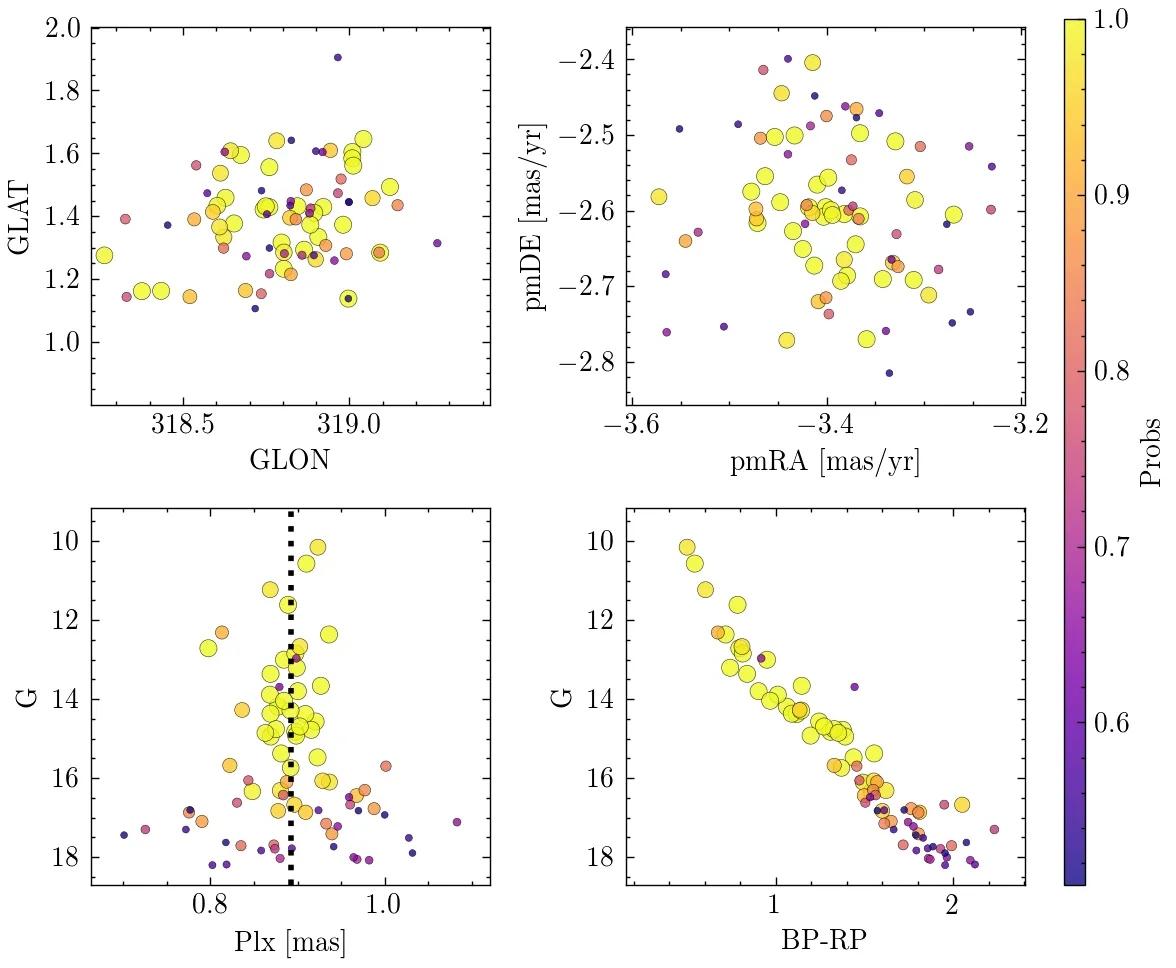 2.0
1.8
1.6
1.4
1.2
1.0
GLAT
318.5 319.0
GLON
−2.4
−2.5
−2.6
−2.7
−2.8
pmDE [mas/yr]
−3.6 −3.4 −3.2
pmRA [mas/yr]
10
12
14
16
18
G
0.8 1.0
Plx [mas]
10
12
14
16
18
G
1 2
BP-RP
1.0
0.9
0.8
0.7
0.6
Probs